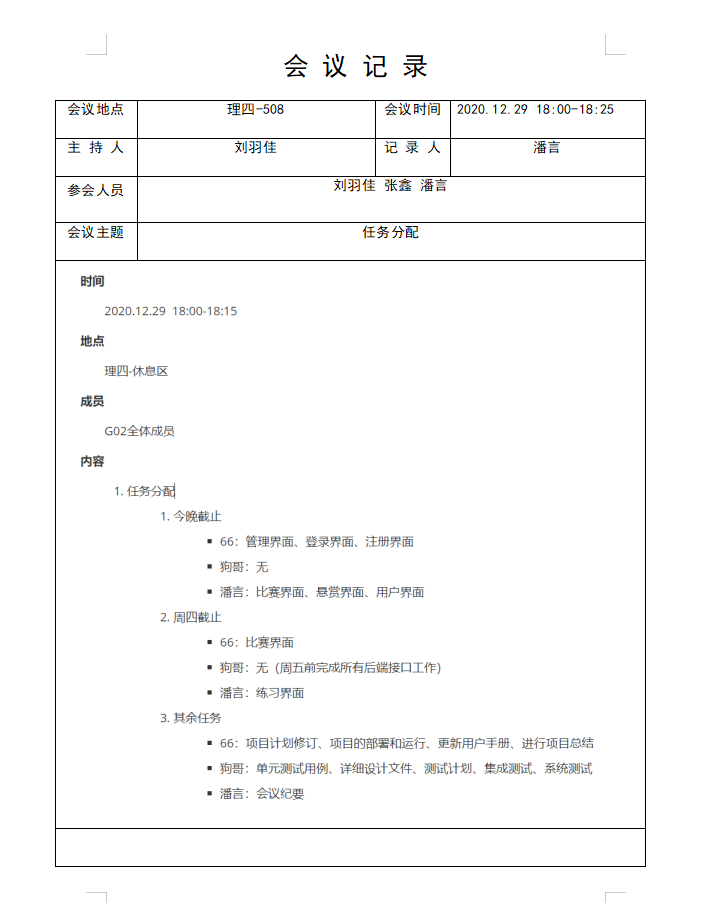 会 议 记 录
会议地点 理四-508 会议时间 2020.12.29 18:00-18:25
主 持 人 刘羽佳 记 录 人 潘言
参会人员 刘羽佳 张鑫 潘言
会议主题 任务分配
时间
2020.12.29 18:00-18:15
地点
理四-休息区
成员
G02全体成员
内容
1. 任务分配
1. 今晚截止
▪ 66：管理界面、登录界面、注册界面
▪ 狗哥：无
▪ 潘言：比赛界面、悬赏界面、用户界面
2. 周四截止
▪ 66：比赛界面
▪ 狗哥：无（周五前完成所有后端接口工作）
▪ 潘言：练习界面
3. 其余任务
▪ 66：项目计划修订、项目的部署和运行、更新用户手册、进行项目总结
▪ 狗哥：单元测试用例、详细设计文件、测试计划、集成测试、系统测试
▪ 潘言：会议纪要